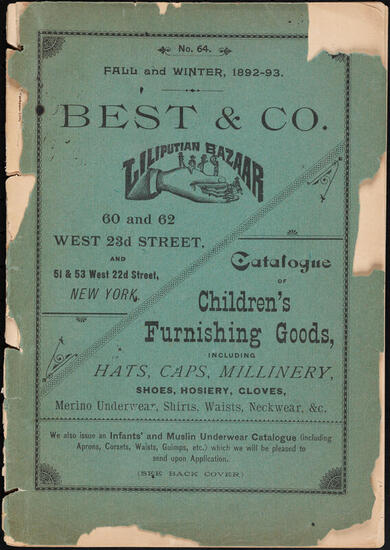 No. 64.
FALL and WINTER, 1892-93.
BEST & CO.
LILIPUTIAN BAZAAR
60 and 62
WEST 23d STREET,
AND
51 & 53 West 22d Street,
NEW YORK.
Catalogue
OF
Children's
Furnishing Goods,
INCLUDING
HATS, CAPS, MILLINERY,
SHOES, HOSIERY, GLOVES,
Merino Underwear, Shirts, Waists, Neckwear, &c.
We also issue an Infants' and Muslin Underwear Catalogue (including
Aprons, Corsets, Waists, Guimps, etc.) which we will be pleased to
send upon Application.
(SEE BACK COVER)